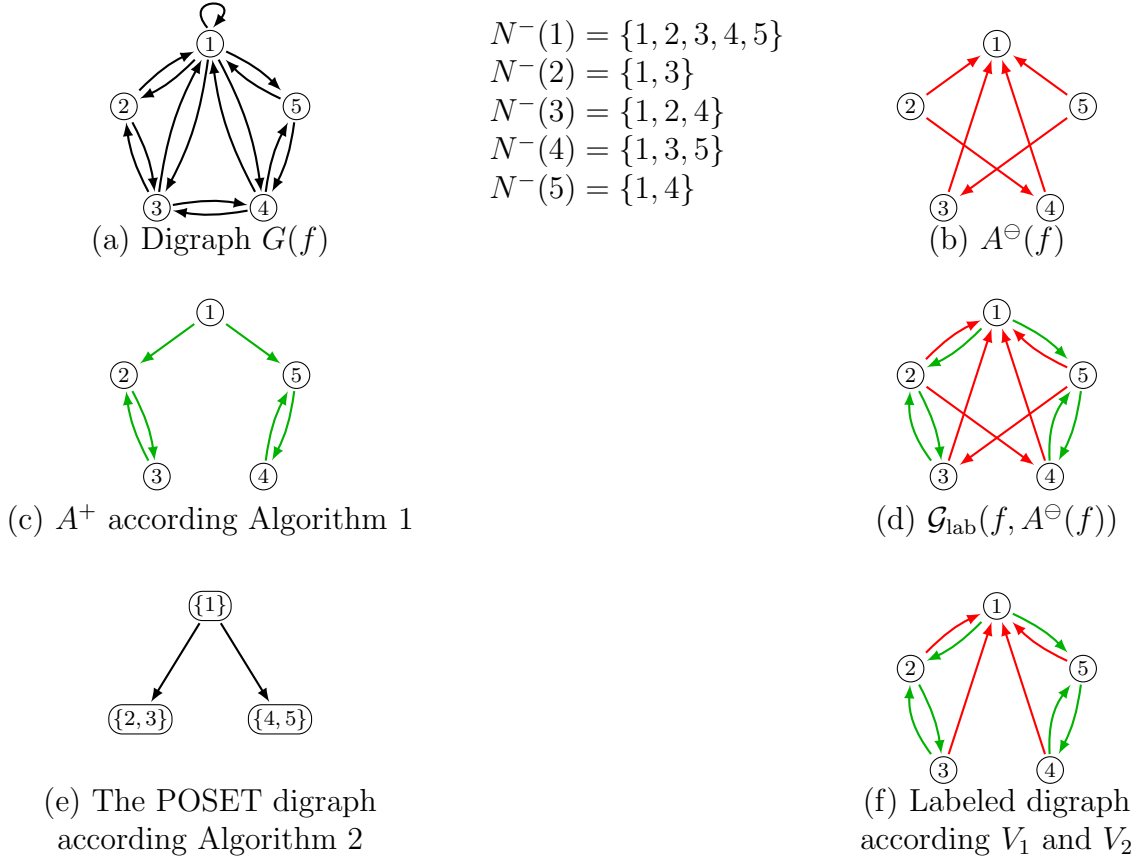 1
2
5
3
4
(a) Digraph G(f)
N⁻(1) = {1, 2, 3, 4, 5}
N⁻(2) = {1, 3}
N⁻(3) = {1, 2, 4}
N⁻(4) = {1, 3, 5}
N⁻(5) = {1, 4}
1
2
5
3
4
(b) A^⊖(f)
1
2
5
3
4
(c) A⁺ according Algorithm 1
1
2
5
3
4
(d) 𝒢_lab(f, A^⊖(f))
{1}
{2, 3}
{4, 5}
(e) The POSET digraph
according Algorithm 2
1
2
5
3
4
(f) Labeled digraph
according V₁ and V₂